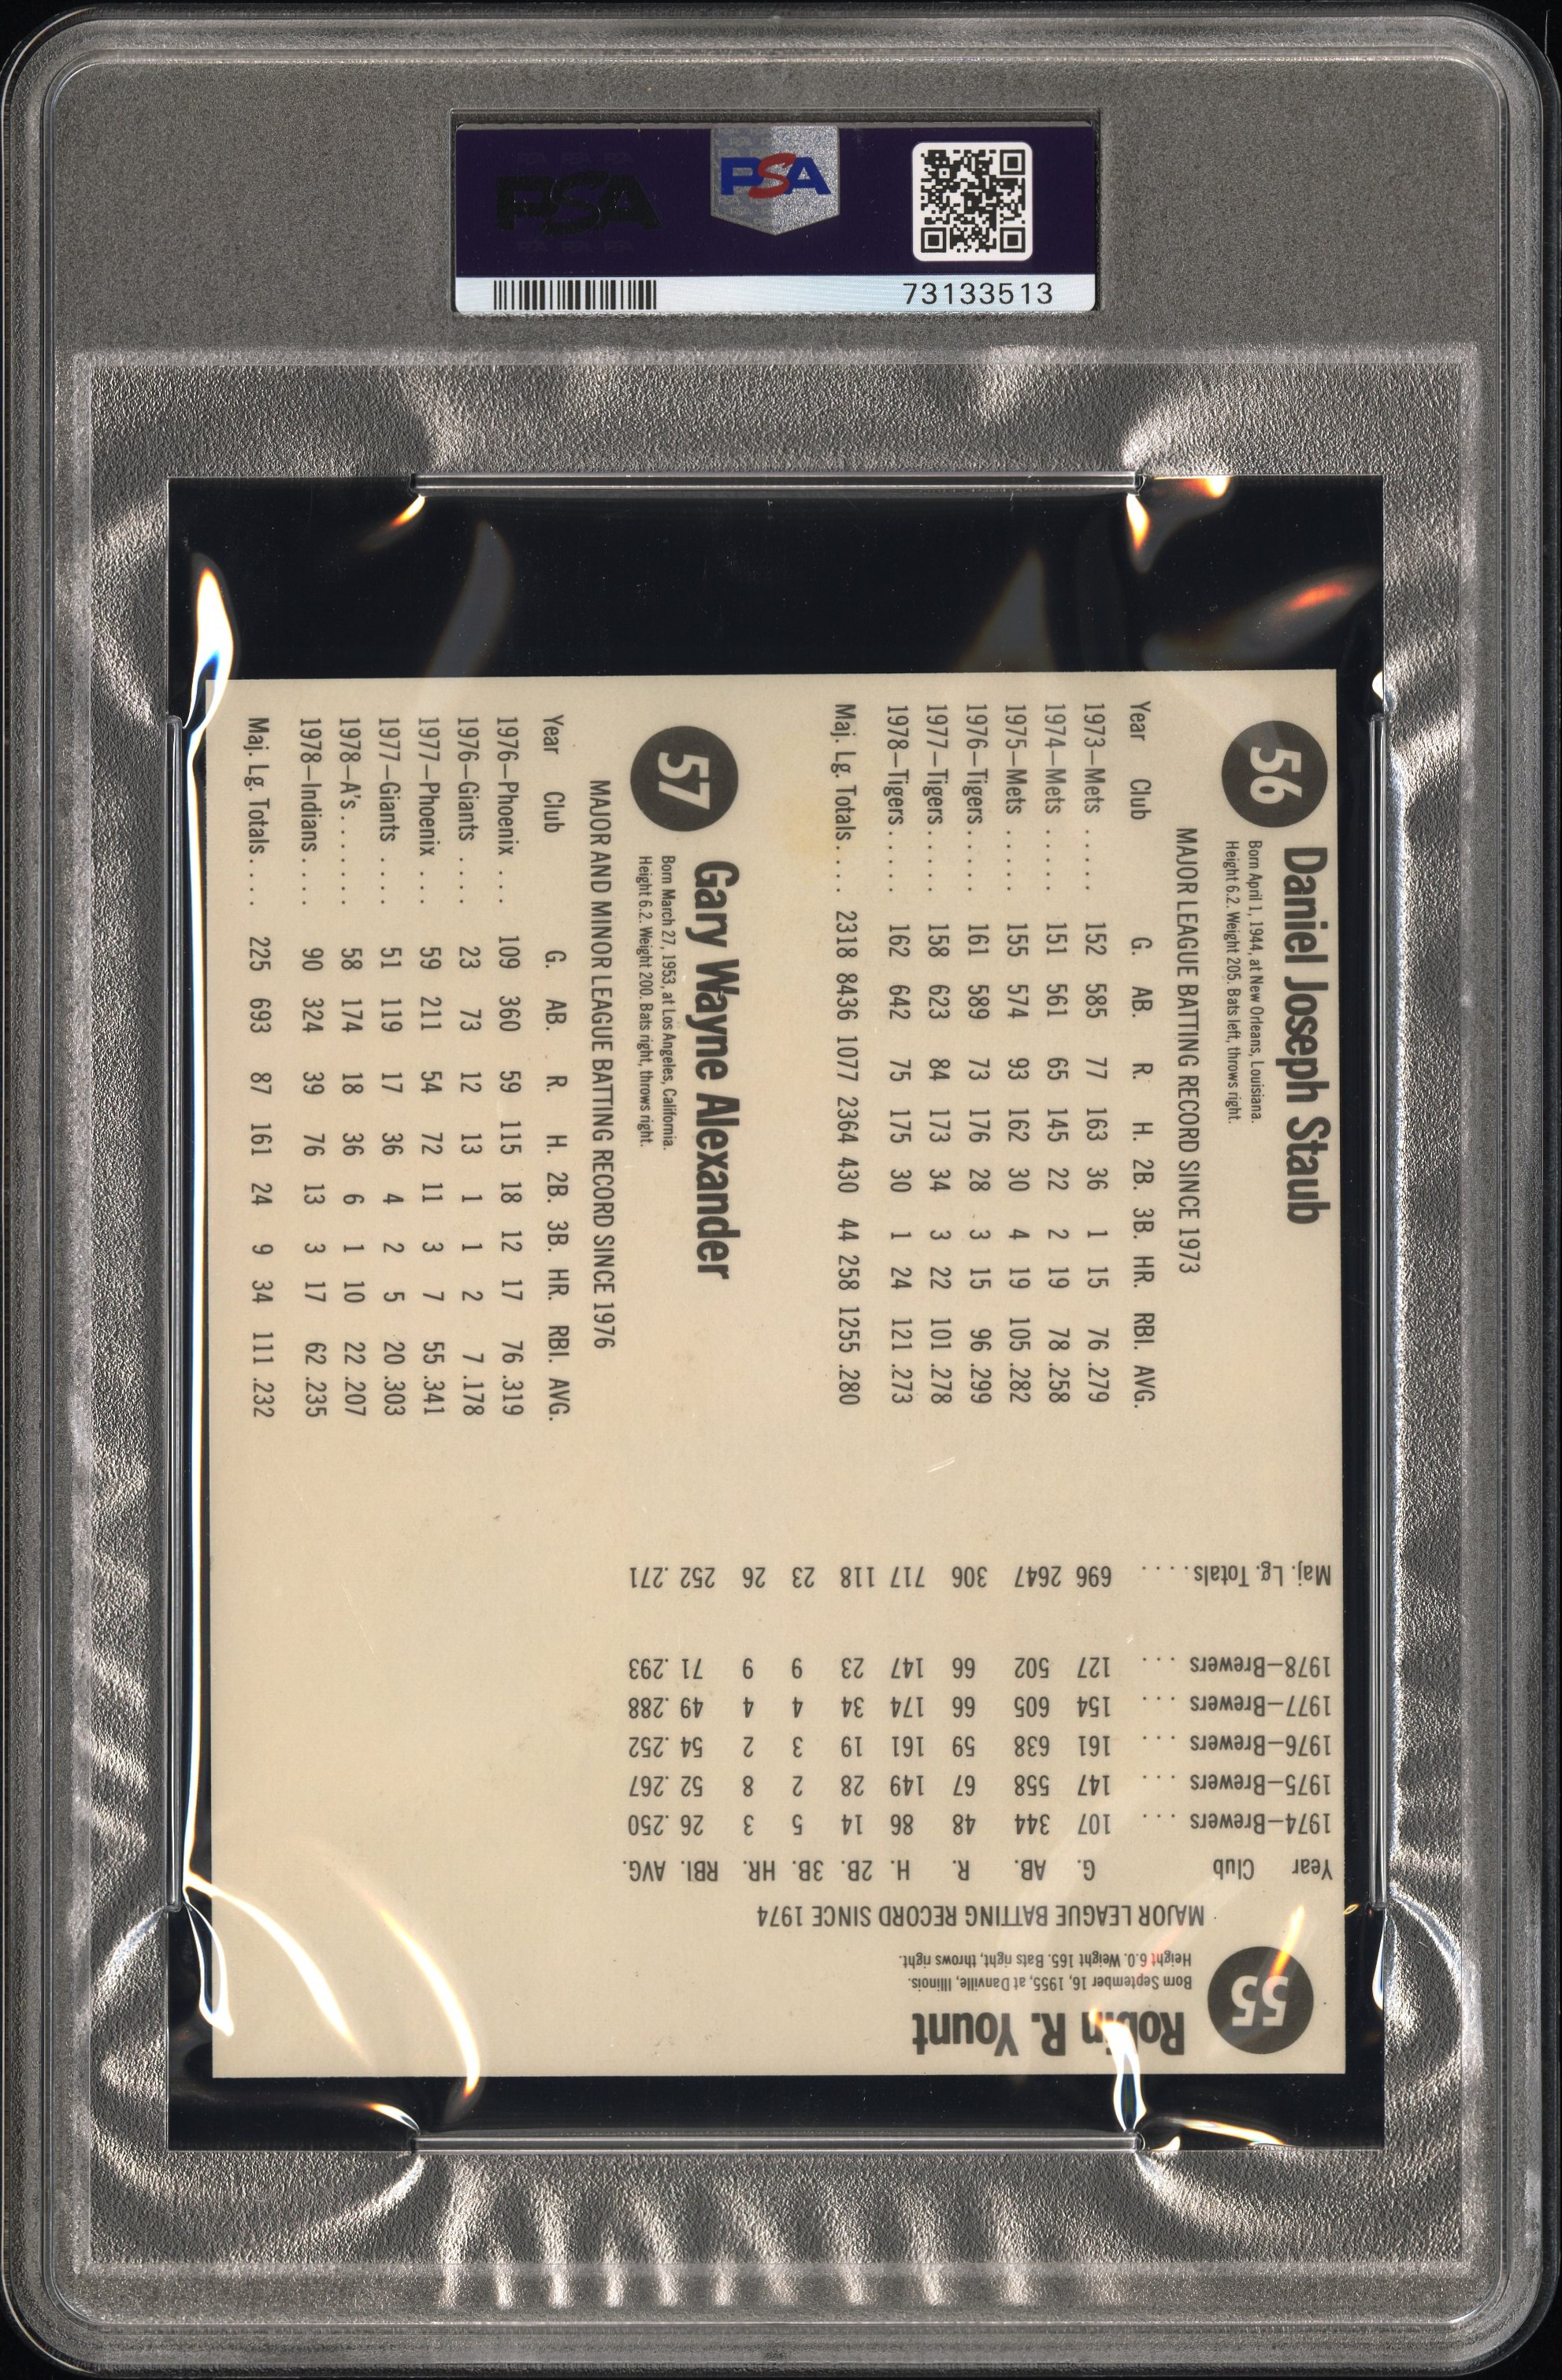 PSA
PSA
73133513
56
Daniel Joseph Staub
Born April 1, 1944, at New Orleans, Louisiana.
Height 6.2. Weight 205. Bats left, throws right.
MAJOR LEAGUE BATTING RECORD SINCE 1973
Year Club G. AB. R. H. 2B. 3B. HR. RBI. AVG.
1973—Mets ..... 152 585 77 163 36 1 15 76 .279
1974—Mets ..... 151 561 65 145 22 2 19 78 .258
1975—Mets ..... 155 574 93 162 30 4 19 105 .282
1976—Tigers ..... 161 589 73 176 28 3 15 96 .299
1977—Tigers ..... 158 623 84 173 34 3 22 101 .278
1978—Tigers ..... 162 642 75 175 30 1 24 121 .273
Maj. Lg. Totals .... 2318 8436 1077 2364 430 44 258 1255 .280
57
Gary Wayne Alexander
Born March 27, 1953, at Los Angeles, California.
Height 6.2. Weight 200. Bats right, throws right.
MAJOR AND MINOR LEAGUE BATTING RECORD SINCE 1976
Year Club G. AB. R. H. 2B. 3B. HR. RBI. AVG.
1976—Phoenix ... 109 360 59 115 18 12 17 76 .319
1976—Giants .... 23 73 12 13 1 1 2 7 .178
1977—Phoenix ... 59 211 54 72 11 3 7 55 .341
1977—Giants .... 51 119 17 36 4 2 5 20 .303
1978—A's ....... 58 174 18 36 6 1 10 22 .207
1978—Indians .... 90 324 39 76 13 3 17 62 .235
Maj. Lg. Totals .... 225 693 87 161 24 9 34 111 .232
55
Robin R. Yount
Born September 16, 1955, at Danville, Illinois.
Height 6.0. Weight 165. Bats right, throws right.
MAJOR LEAGUE BATTING RECORD SINCE 1974
Year Club G. AB. R. H. 2B. 3B. HR. RBI. AVG.
1974—Brewers ... 107 344 48 86 14 5 3 26 .250
1975—Brewers ... 147 558 67 149 28 2 8 52 .267
1976—Brewers ... 161 638 59 161 19 3 2 54 .252
1977—Brewers ... 154 605 66 174 34 4 4 49 .288
1978—Brewers ... 127 502 66 147 23 9 9 71 .293
Maj. Lg. Totals .... 696 2647 306 717 118 23 26 252 .271